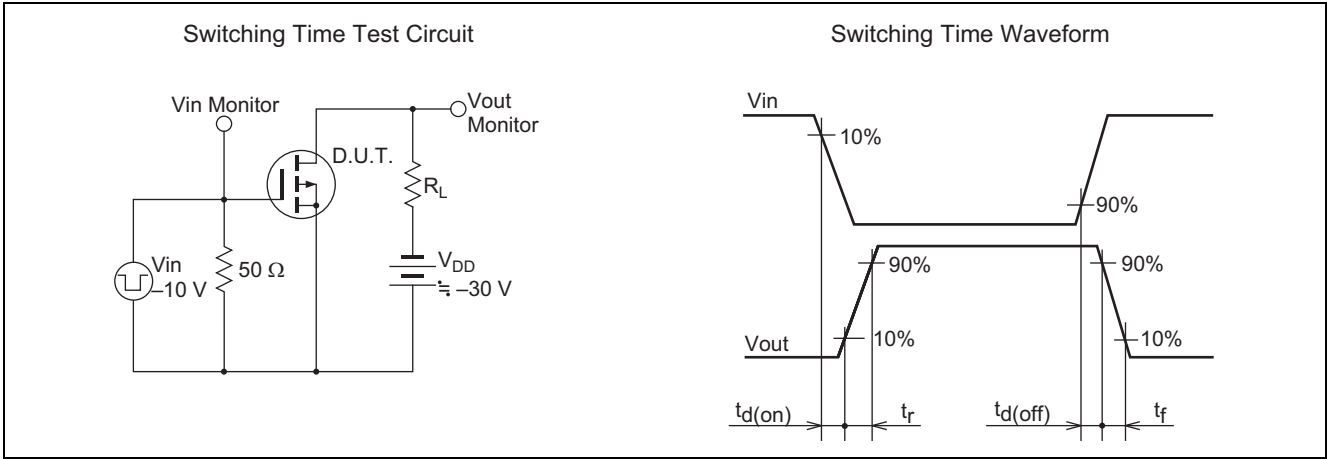 Switching Time Test Circuit
Vin Monitor
Vout
Monitor
D.U.T.
RL
Vin
–10 V
50 Ω
VDD
≒ –30 V
Switching Time Waveform
Vin
10%
90%
90%
90%
Vout
10%
10%
td(on)
tr
td(off)
tf